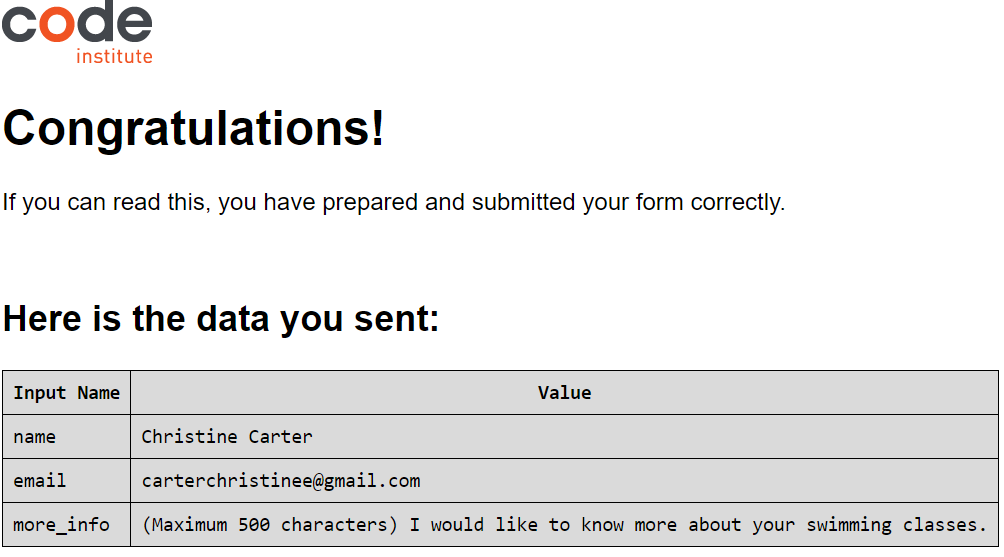 code
institute
Congratulations!
If you can read this, you have prepared and submitted your form correctly.
Here is the data you sent:
Input Name Value
name Christine Carter
email carterchristinee@gmail.com
more_info (Maximum 500 characters) I would like to know more about your swimming classes.